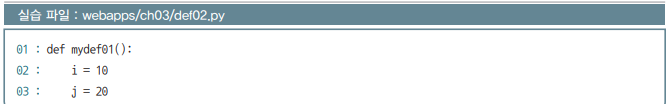 실습 파일 : webapps/ch03/def02.py
01 : def mydef01():
02 :     i = 10
03 :     j = 20